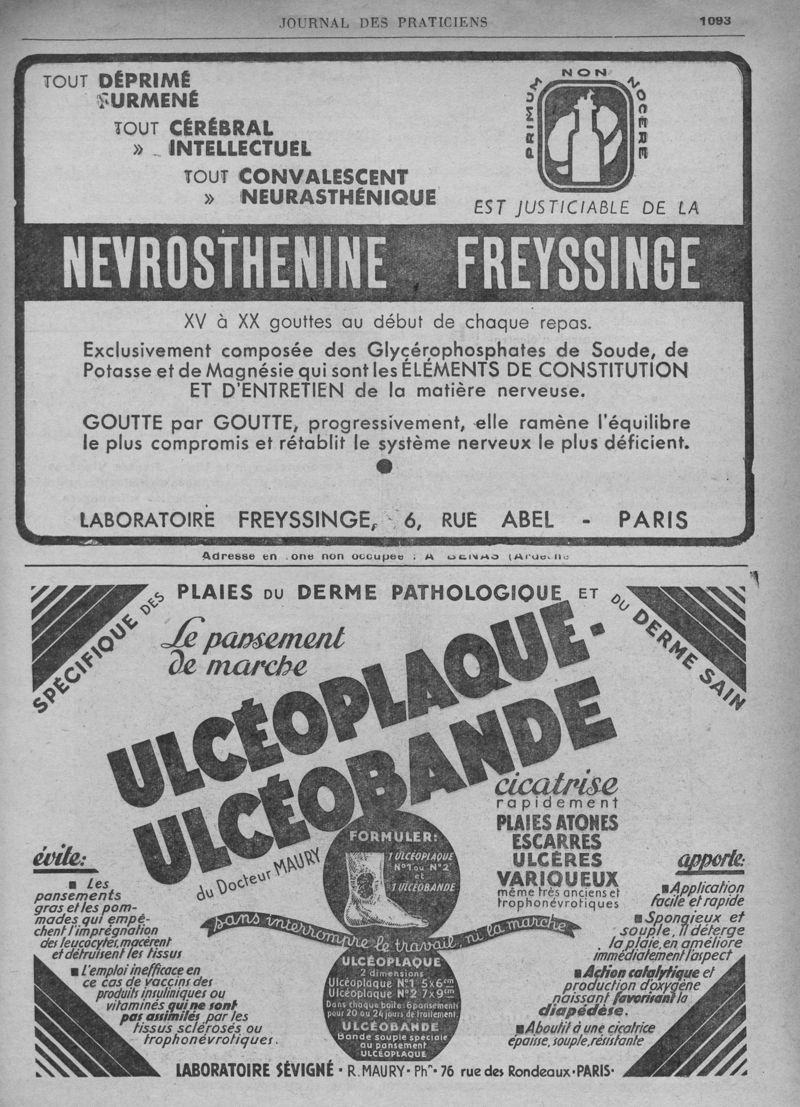 JOURNAL DES PRATICIENS
1093
TOUT DÉPRIMÉ
SURMENÉ
TOUT CÉRÉBRAL
» INTELLECTUEL
TOUT CONVALESCENT
» NEURASTHÉNIQUE
PRIMUM NON NOCERE
EST JUSTICIABLE DE LA
NEVROSTHENINE FREYSSINGE
XV à XX gouttes au début de chaque repas.
Exclusivement composée des Glycérophosphates de Soude, de
Potasse et de Magnésie qui sont les ÉLÉMENTS DE CONSTITUTION
ET D'ENTRETIEN de la matière nerveuse.
GOUTTE par GOUTTE, progressivement, elle ramène l'équilibre
le plus compromis et rétablit le système nerveux le plus déficient.
LABORATOIRE FREYSSINGE, 6, RUE ABEL - PARIS
Adresse en zone non occupée : A
SPÉCIFIQUE DES PLAIES DU DERME PATHOLOGIQUE ET DU DERME SAIN
Le pansement
de marche
ULCÉOPLAQUE-
ULCÉOBANDE
du Docteur MAURY
cicatrise
rapidement
PLAIES ATONES
ESCARRES
ULCÈRES
VARIQUEUX
même très anciens et
trophonévrotiques
FORMULER:
1 ULCÉOPLAQUE
N°1 ou N°2
et
1 ULCÉOBANDE
sans interrompre le travail, ni la marche
évite:
■ Les
pansements
gras et les pom-
mades qui empê-
chent l'imprégnation
des leucocytes, macèrent
et détruisent les tissus
■ L'emploi inefficace en
ce cas de vaccins des
produits insuliniques ou
vitaminés qui ne sont
pas assimilés par les
tissus sclérosés ou
trophonévrotiques.
ULCÉOPLAQUE
2 dimensions
Ulcéoplaque N°1 5x6cm
Ulcéoplaque N°2 7x9cm
Dans chaque boîte: 6 pansements
pour 20 ou 24 jours de traitement.
ULCÉOBANDE
Bande souple spéciale
au pansement
ULCÉOPLAQUE
apporte:
■ Application
facile et rapide
■ Spongieux et
souple, il déterge
la plaie, en améliore
immédiatement l'aspect
■ Action catalytique et
production d'oxygène
naissant favorisant la
diapédèse.
■ Aboutit à une cicatrice
épaisse, souple, résistante
LABORATOIRE SÉVIGNÉ · R. MAURY · Phⁿ · 76 rue des Rondeaux · PARIS ·